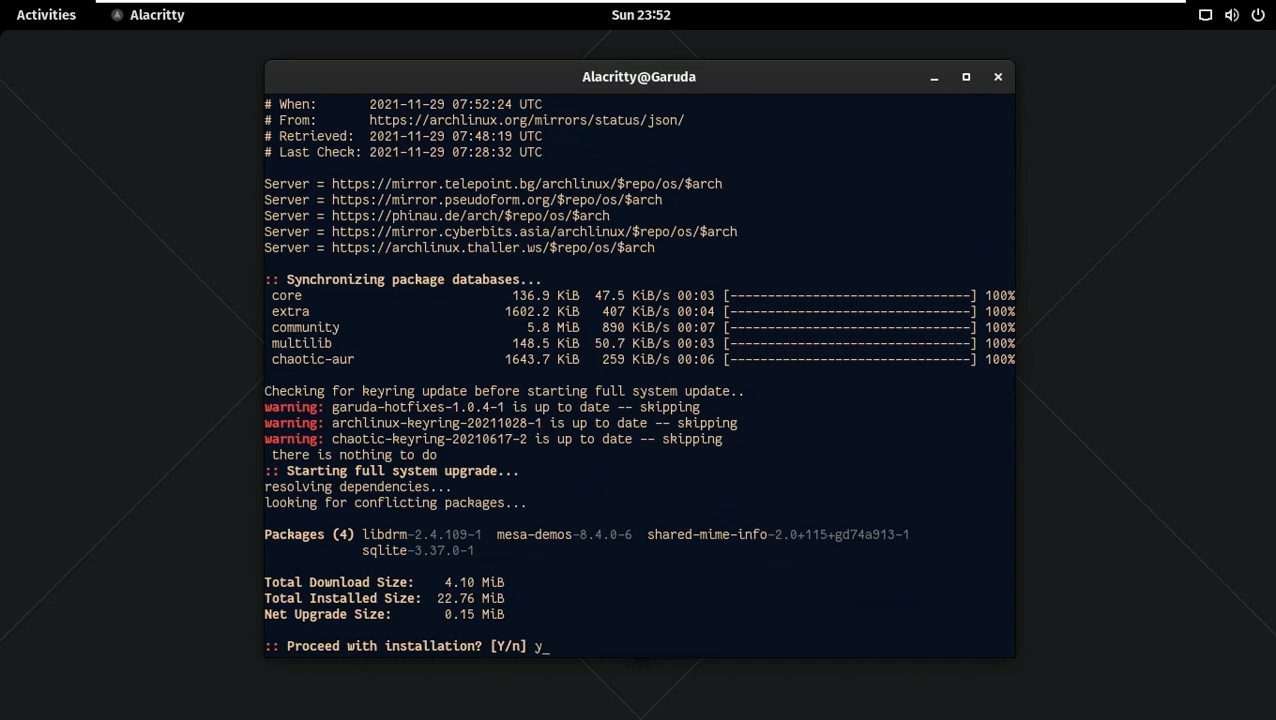 Activities Alacritty Sun 23:52
Alacritty@Garuda
# When:       2021-11-29 07:52:24 UTC
# From:       https://archlinux.org/mirrors/status/json/
# Retrieved:  2021-11-29 07:48:19 UTC
# Last Check: 2021-11-29 07:28:32 UTC
Server = https://mirror.telepoint.bg/archlinux/$repo/os/$arch
Server = https://mirror.pseudoform.org/$repo/os/$arch
Server = https://phinau.de/arch/$repo/os/$arch
Server = https://mirror.cyberbits.asia/archlinux/$repo/os/$arch
Server = https://archlinux.thaller.ws/$repo/os/$arch
:: Synchronizing package databases...
core 136.9 KiB 47.5 KiB/s 00:03 [--------------------------------] 100%
extra 1602.2 KiB 407 KiB/s 00:04 [--------------------------------] 100%
community 5.8 MiB 890 KiB/s 00:07 [--------------------------------] 100%
multilib 148.5 KiB 50.7 KiB/s 00:03 [--------------------------------] 100%
chaotic-aur 1643.7 KiB 259 KiB/s 00:06 [--------------------------------] 100%
Checking for keyring update before starting full system update..
warning: garuda-hotfixes-1.0.4-1 is up to date -- skipping
warning: archlinux-keyring-20211028-1 is up to date -- skipping
warning: chaotic-keyring-20210617-2 is up to date -- skipping
there is nothing to do
:: Starting full system upgrade...
resolving dependencies...
looking for conflicting packages...
Packages (4) libdrm-2.4.109-1  mesa-demos-8.4.0-6  shared-mime-info-2.0+115+gd74a913-1
sqlite-3.37.0-1
Total Download Size:    4.10 MiB
Total Installed Size:  22.76 MiB
Net Upgrade Size:       0.15 MiB
:: Proceed with installation? [Y/n] y_